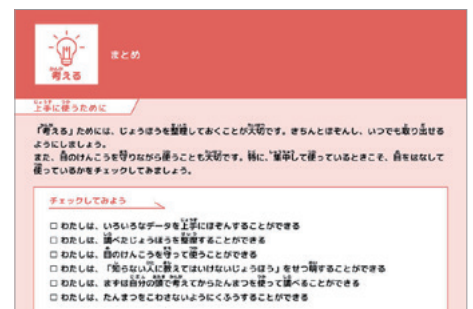 考える
まとめ
上手に使うために
「考える」ためには、じょうほうを整理しておくことが大切です。きちんとほぞんし、いつでも取り出せる
ようにしましょう。
また、目のけんこうを守りながら使うことも大切です。特に、集中して使っているときこそ、目をはなして
使っているかをチェックしてみましょう。
チェックしてみよう
□ わたしは、いろいろなデータを上手にほぞんすることができる
□ わたしは、調べたじょうほうを整理することができる
□ わたしは、目のけんこうを守って使うことができる
□ わたしは、「知らない人に教えてはいけないじょうほう」をせつ明することができる
□ わたしは、まずは自分の頭で考えてからたんまつを使って調べることができる
□ わたしは、たんまつをこわさないようにくふうすることができる